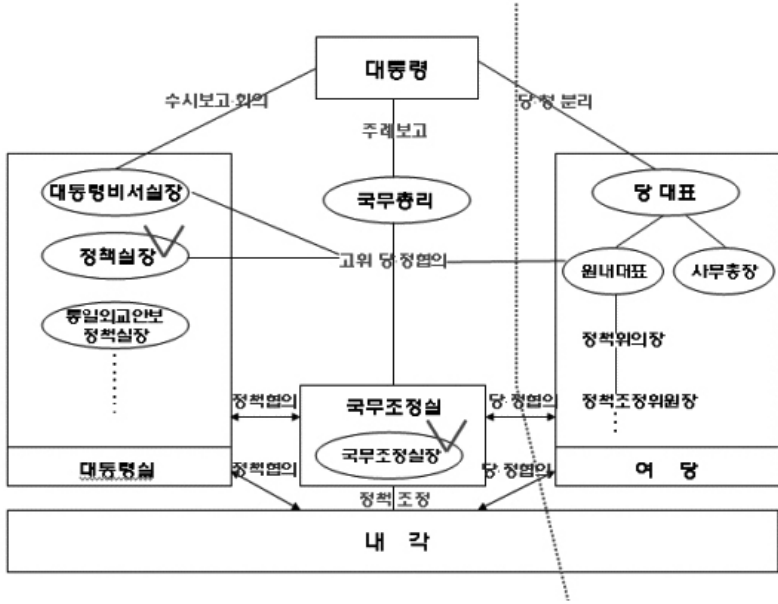 대통령
수시보고·회의
당·청 분리
주례보고
대통령비서실장
국무총리
당 대표
정책실장
고위 당·정협의
원내대표
사무총장
통일외교안보
정책실장
정책위의장
정책협의
국무조정실
당·정협의
정책조정위원장
국무조정실장
대통령실
정책협의
당·정협의
여 당
정책 조정
내 각